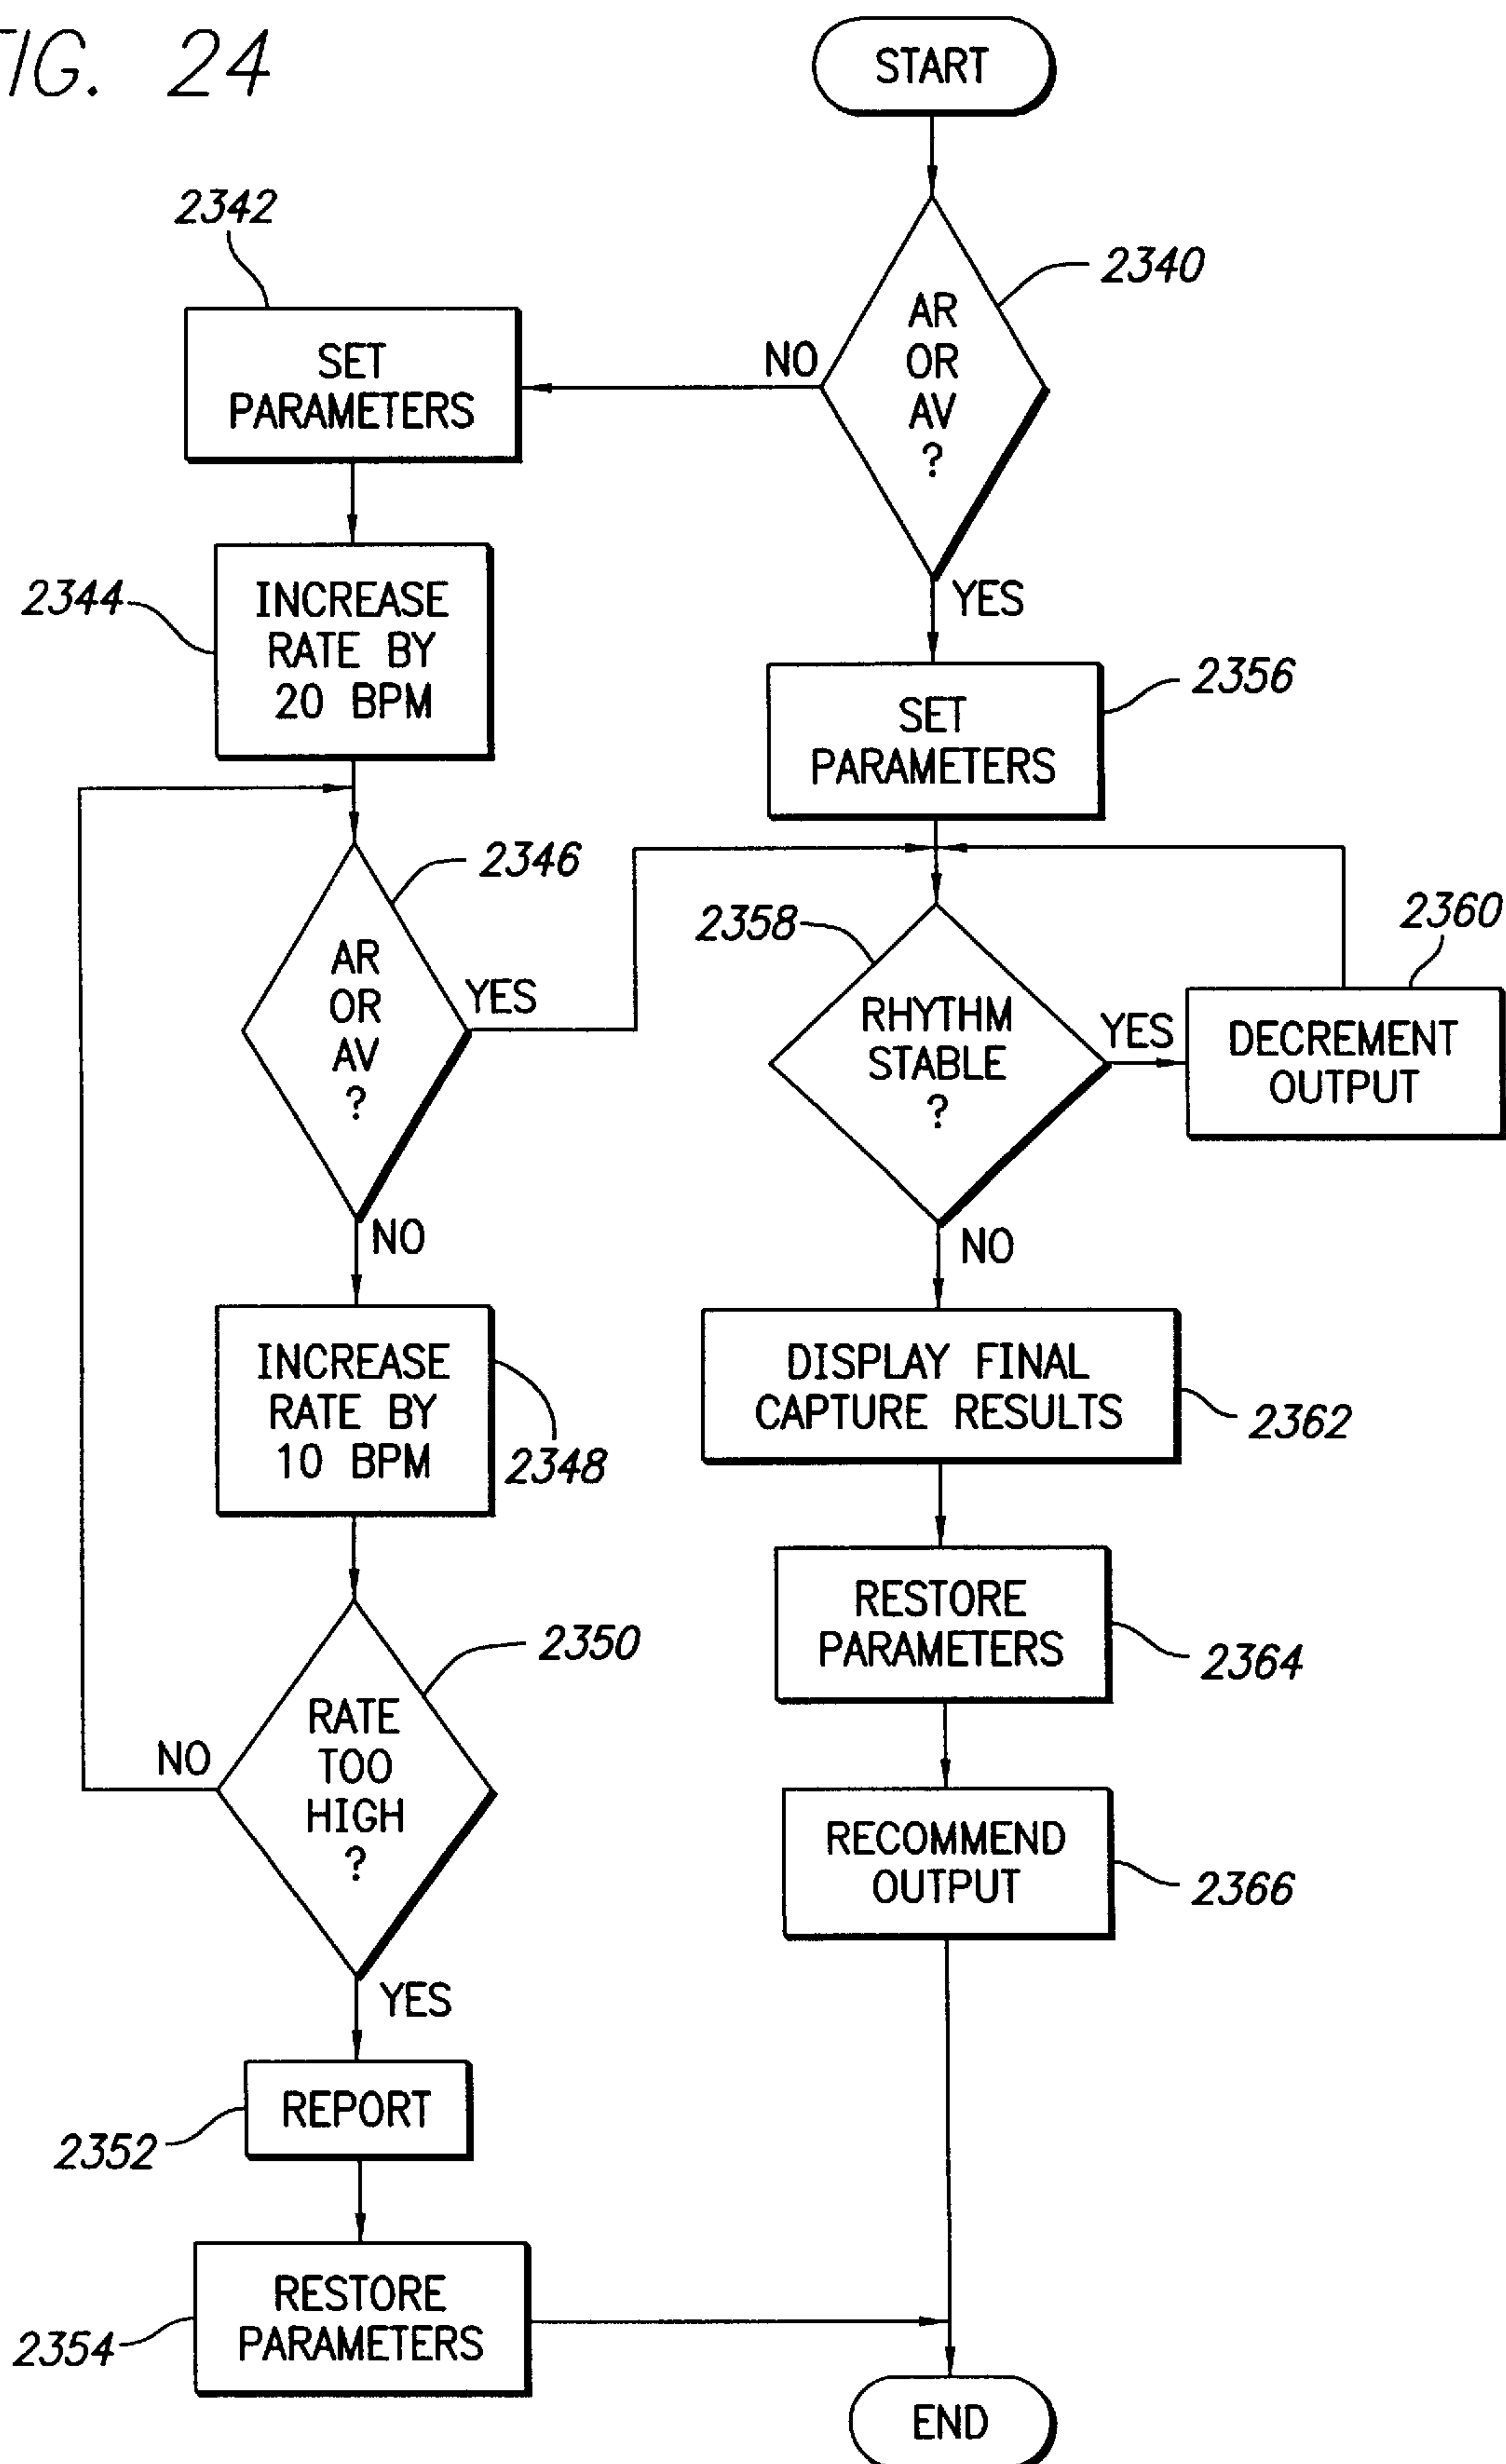 FIG. 24
START
2342
2340
AR
OR
AV
?
NO
SET
PARAMETERS
YES
2344
INCREASE
RATE BY
20 BPM
2356
SET
PARAMETERS
2346
AR
OR
AV
?
YES
2358
RHYTHM
STABLE
?
YES
2360
DECREMENT
OUTPUT
NO
NO
INCREASE
RATE BY
10 BPM
2348
DISPLAY FINAL
CAPTURE RESULTS
2362
2350
RATE
TOO
HIGH
?
NO
RESTORE
PARAMETERS
2364
RECOMMEND
OUTPUT
2366
YES
REPORT
2352
RESTORE
PARAMETERS
2354
END